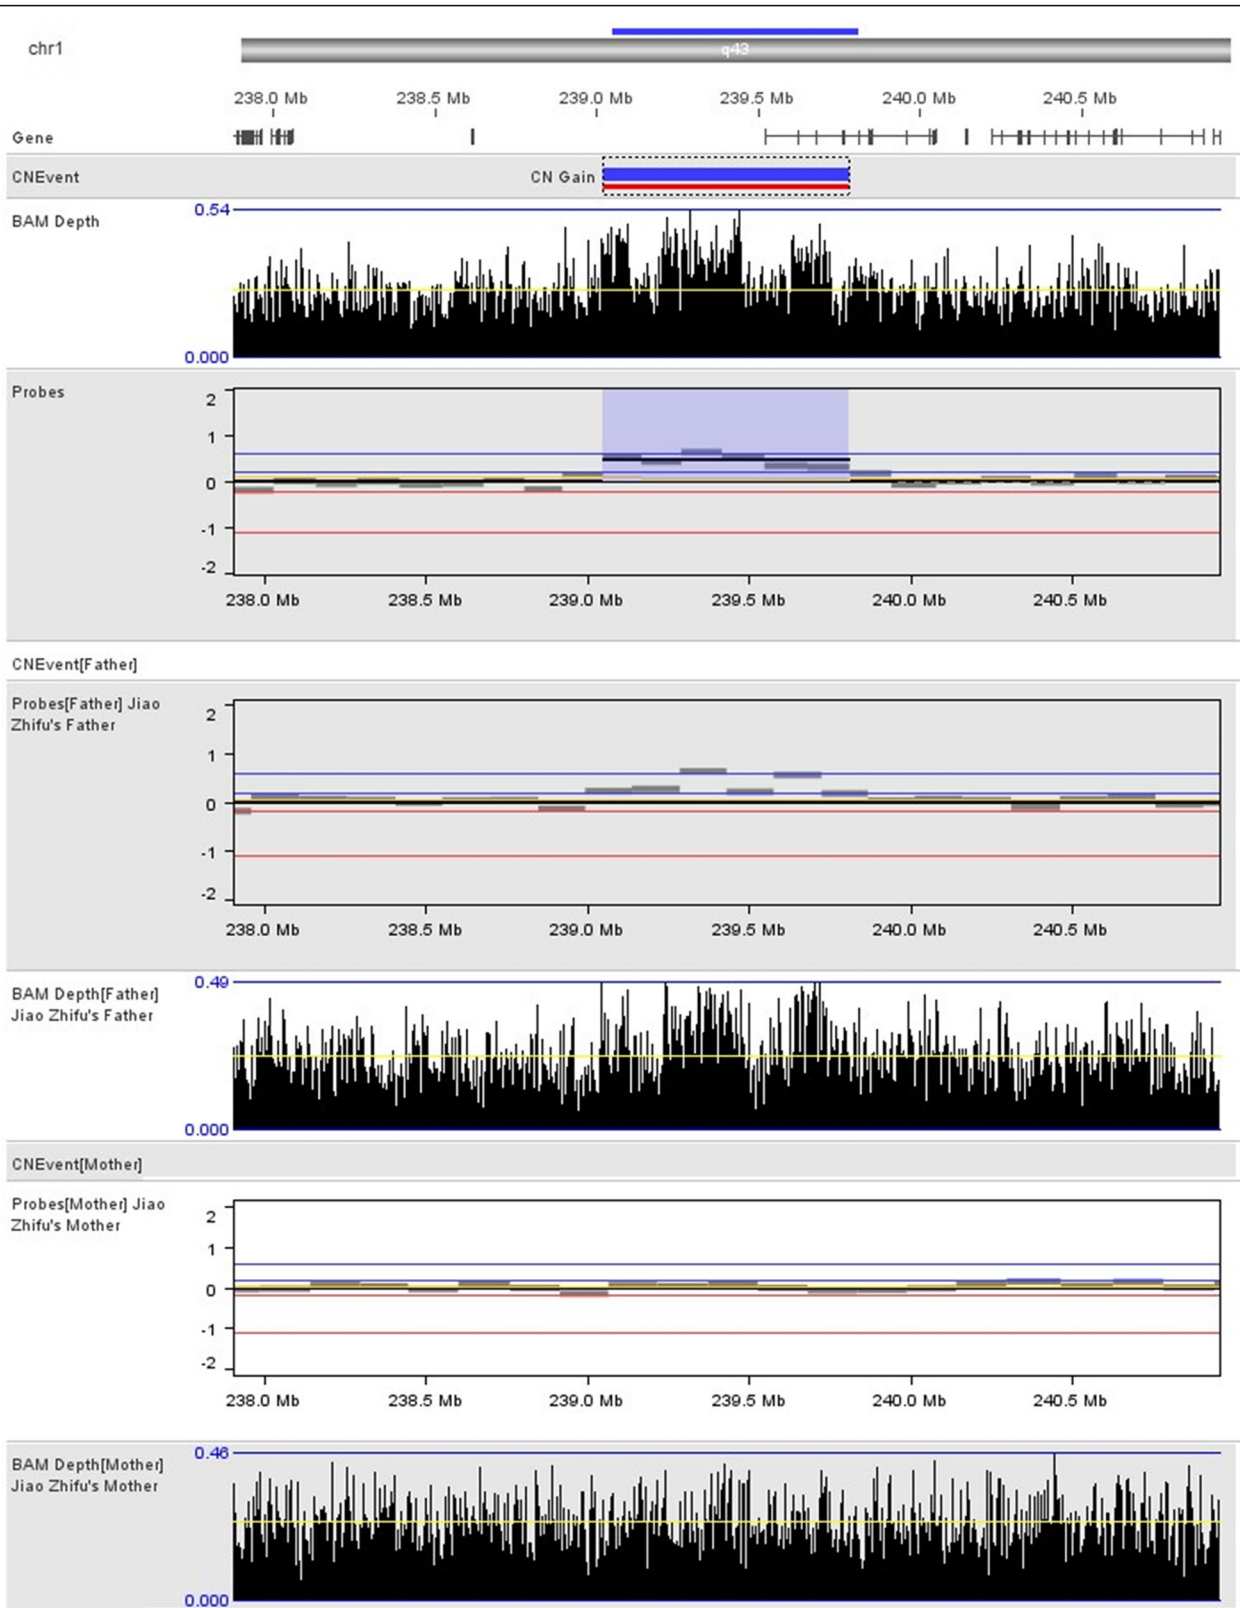 chr1
q43
238.0 Mb 238.5 Mb 239.0 Mb 239.5 Mb 240.0 Mb 240.5 Mb
Gene
CNEvent CN Gain
0.54
BAM Depth
0.000
Probes
2
1
0
-1
-2
238.0 Mb 238.5 Mb 239.0 Mb 239.5 Mb 240.0 Mb 240.5 Mb
CNEvent[Father]
Probes[Father] Jiao
Zhifu's Father
2
1
0
-1
-2
238.0 Mb 238.5 Mb 239.0 Mb 239.5 Mb 240.0 Mb 240.5 Mb
0.49
BAM Depth[Father]
Jiao Zhifu's Father
0.000
CNEvent[Mother]
Probes[Mother] Jiao
Zhifu's Mother
2
1
0
-1
-2
238.0 Mb 238.5 Mb 239.0 Mb 239.5 Mb 240.0 Mb 240.5 Mb
0.46
BAM Depth[Mother]
Jiao Zhifu's Mother
0.000